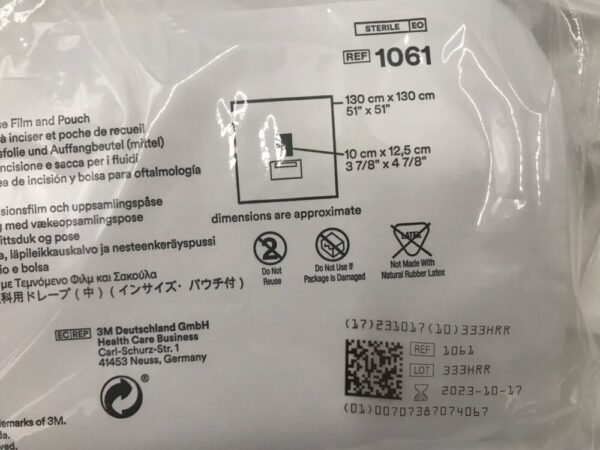 STERILE EO
REF 1061
130 cm x 130 cm
51" x 51"
10 cm x 12,5 cm
3 7/8" x 4 7/8"
dimensions are approximate
se Film and Pouch
à inciser et poche de recueil
sfolie und Auffangbeutel (mittel)
incisione e sacca per i fluidi
ea de incisión y bolsa para oftalmología
sionsfilm och uppsamlingspåse
g med vækeopsamlingspose
ittsduk og pose
a, läpileikkauskalvo ja nesteenkeräyspussi
io e bolsa
με Τεμνόμενο Φιλμ και Σακούλα
科用ドレープ（中）（インサイズ・パウチ付）
2
Do Not
Reuse
Do Not Use If
Package is Damaged
LATEX
Not Made With
Natural Rubber Latex
EC REP 3M Deutschland GmbH
Health Care Business
Carl-Schurz-Str. 1
41453 Neuss, Germany
®
(17)231017(10)333HRR
REF 1061
LOT 333HRR
2023-10-17
(01)00707387074067
demarks of 3M.
da.
ved.